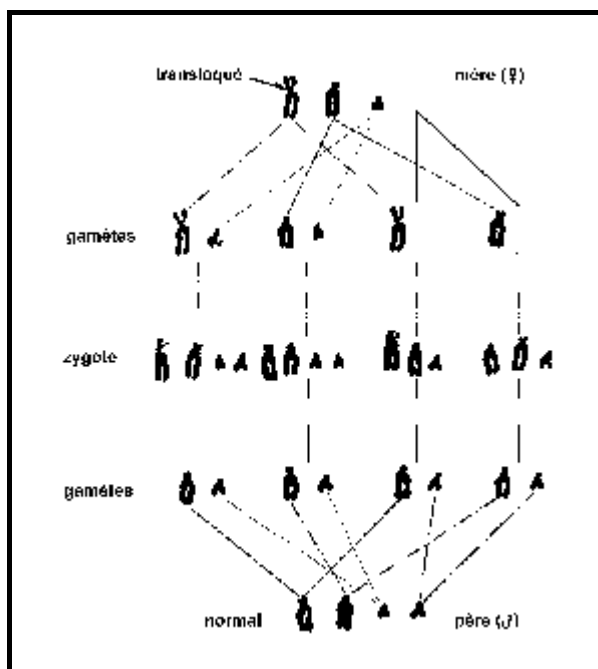 transloqué
mère (♀)
gamètes
zygote
gamètes
normal
père (♂)